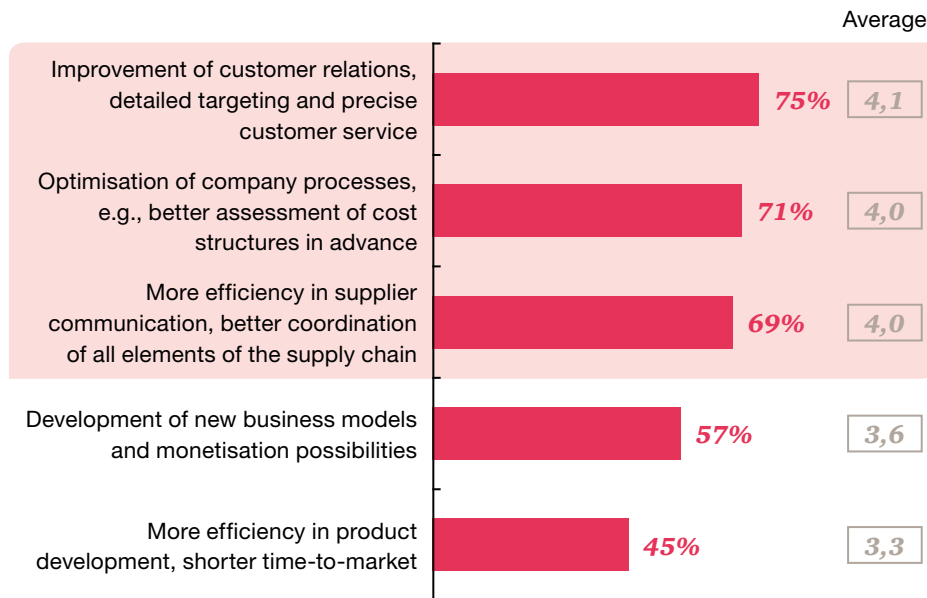 Average
Improvement of customer relations,
detailed targeting and precise
customer service
75%
4,1
Optimisation of company processes,
e.g., better assessment of cost
structures in advance
71%
4,0
More efficiency in supplier
communication, better coordination
of all elements of the supply chain
69%
4,0
Development of new business models
and monetisation possibilities
57%
3,6
More efficiency in product
development, shorter time-to-market
45%
3,3